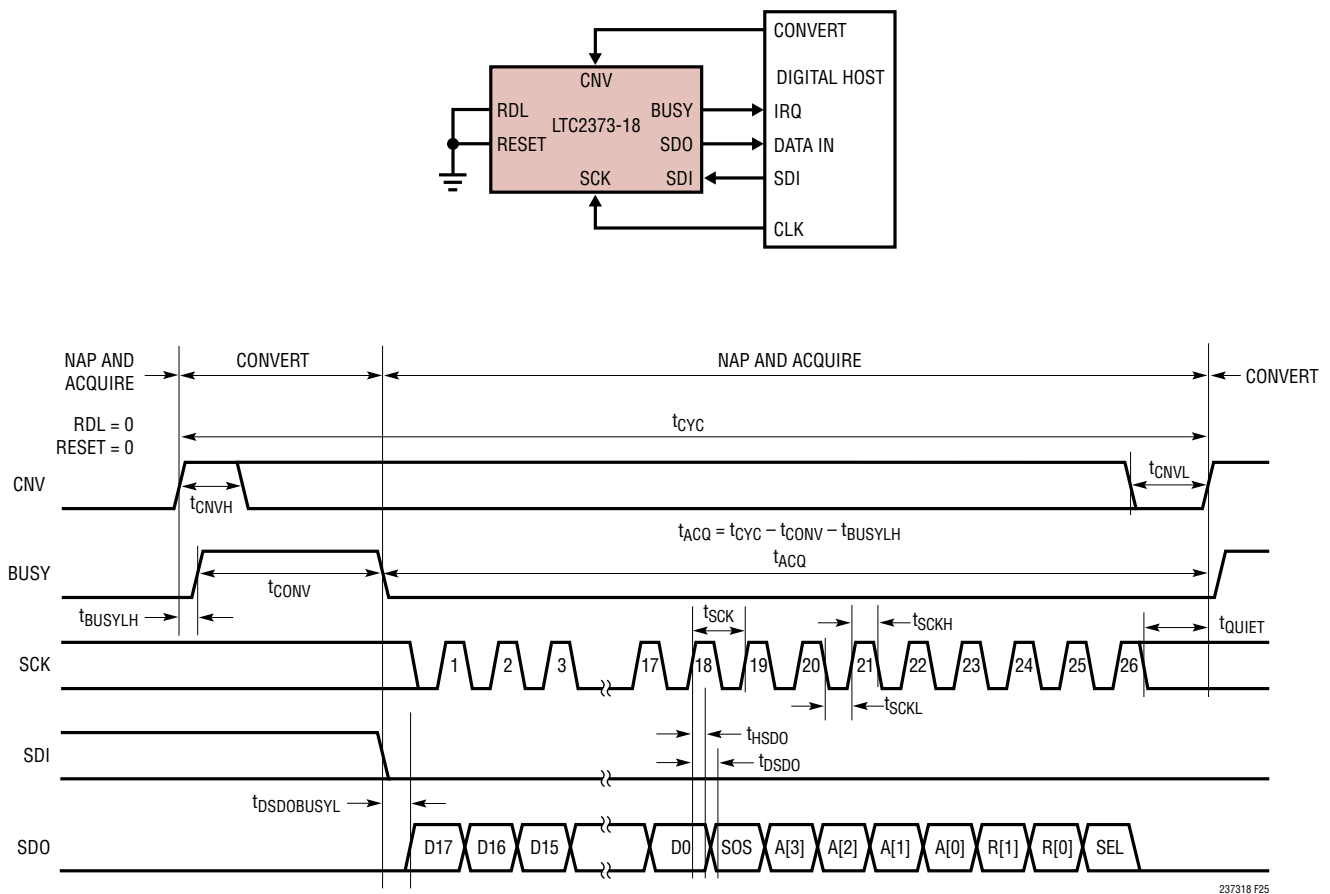 CONVERT
DIGITAL HOST
CNV
RDL
BUSY
IRQ
LTC2373-18
RESET
SDO
DATA IN
SCK
SDI
SDI
CLK
NAP AND
ACQUIRE
CONVERT
NAP AND ACQUIRE
CONVERT
RDL = 0
RESET = 0
tCYC
CNV
tCNVH
tCNVL
tACQ = tCYC – tCONV – tBUSYLH
BUSY
tCONV
tACQ
tBUSYLH
tSCK
tSCKH
tQUIET
SCK
1 2 3 17 18 19 20 21 22 23 24 25 26
tSCKL
tHSDO
SDI
tDSDO
tDSDOBUSYL
SDO
D17 D16 D15 D0 SOS A[3] A[2] A[1] A[0] R[1] R[0] SEL
237318 F25